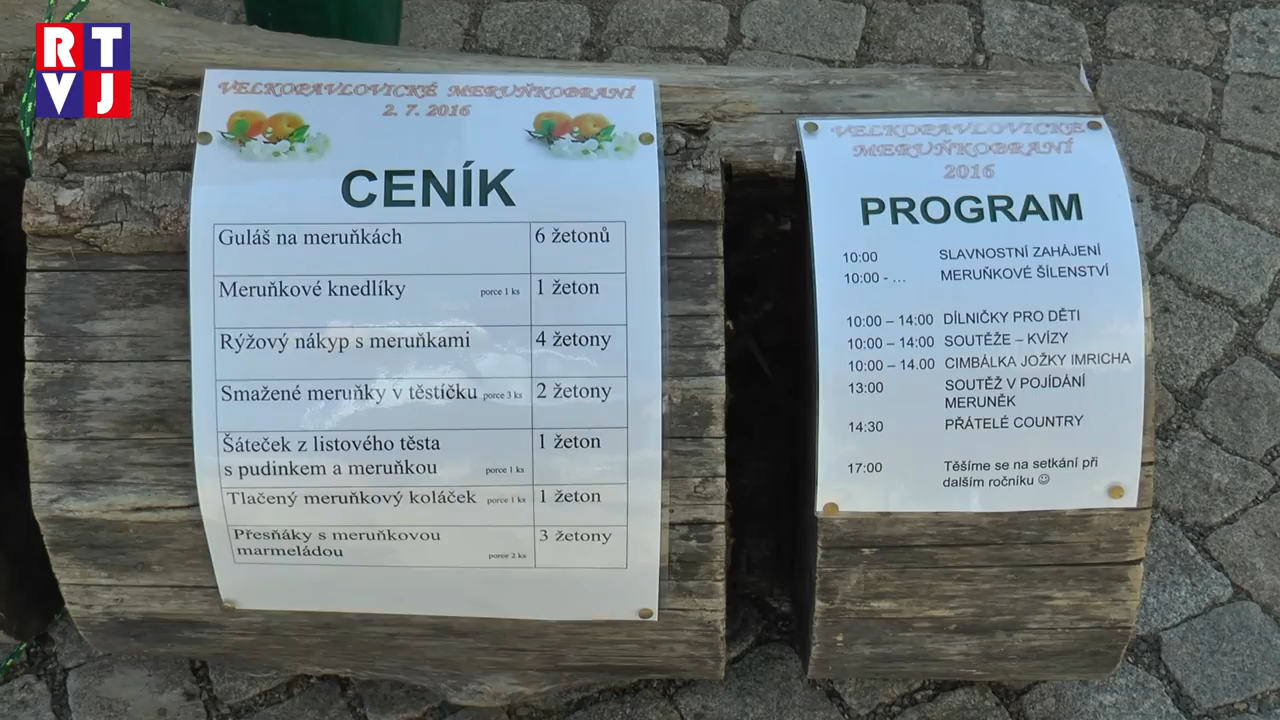 RTVJ
VELKOPAVLOVICKÉ MERUŇKOBRANÍ
2. 7. 2016
CENÍK
Guláš na meruňkách 6 žetonů
Meruňkové knedlíky porce 1 ks 1 žeton
Rýžový nákyp s meruňkami 4 žetony
Smažené meruňky v těstíčku porce 3 ks 2 žetony
Šáteček z listového těsta 1 žeton
s pudinkem a meruňkou porce 1 ks
Tlačený meruňkový koláček porce 1 ks 1 žeton
Přesňáky s meruňkovou 3 žetony
marmeládou porce 2 ks
VELKOPAVLOVICKÉ
MERUŇKOBRANÍ
2016
PROGRAM
10:00 SLAVNOSTNÍ ZAHÁJENÍ
10:00 - ... MERUŇKOVÉ ŠÍLENSTVÍ
10:00 – 14:00 DÍLNIČKY PRO DĚTI
10:00 – 14:00 SOUTĚŽE – KVÍZY
10:00 – 14.00 CIMBÁLKA JOŽKY IMRICHA
13:00 SOUTĚŽ V POJÍDÁNÍ
MERUNĚK
14:30 PŘÁTELÉ COUNTRY
17:00 Těšíme se na setkání při
dalším ročníku ☺